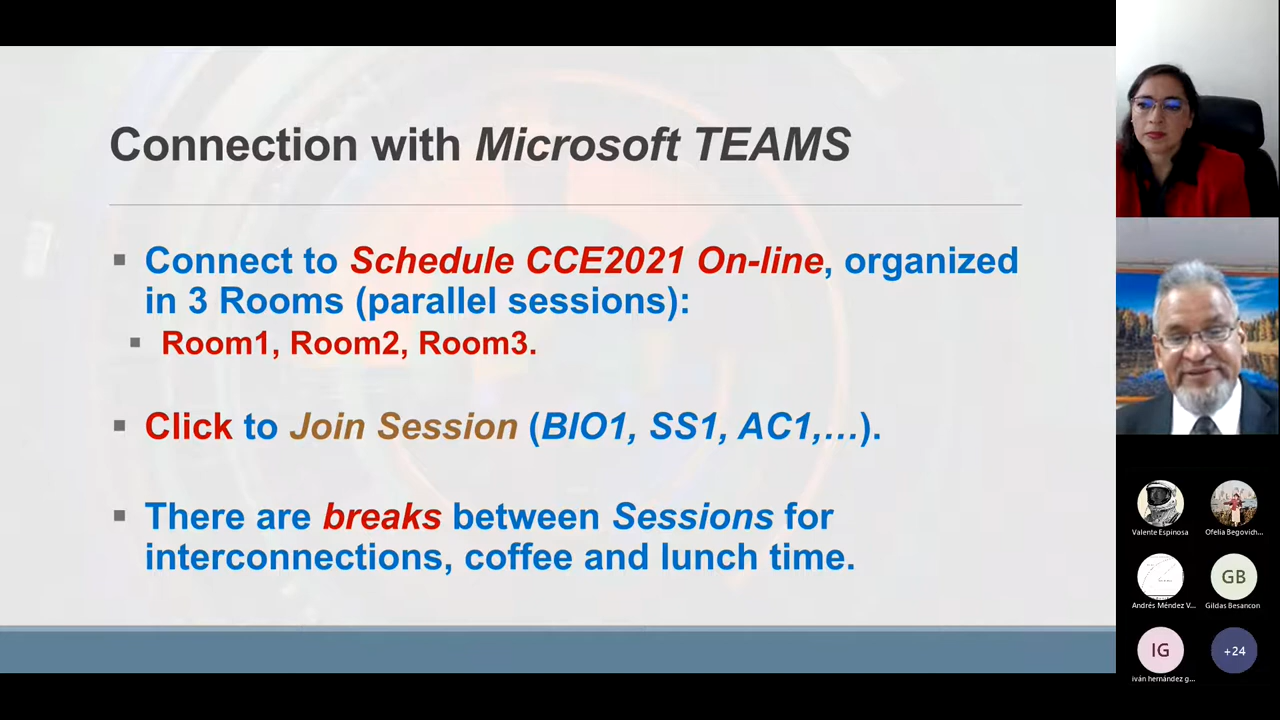 Connection with Microsoft TEAMS
▪ Connect to Schedule CCE2021 On-line, organized
in 3 Rooms (parallel sessions):
▪ Room1, Room2, Room3.
▪ Click to Join Session (BIO1, SS1, AC1,...).
▪ There are breaks between Sessions for
interconnections, coffee and lunch time.
Valente Espinosa
Ofelia Begovich...
Andrés Méndez V...
GB
Gildas Besancon
IG
iván hernández g...
+24